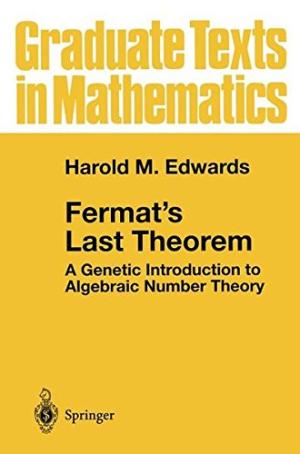 Graduate Texts
in Mathematics
Harold M. Edwards
Fermat's
Last Theorem
A Genetic Introduction to
Algebraic Number Theory
Springer